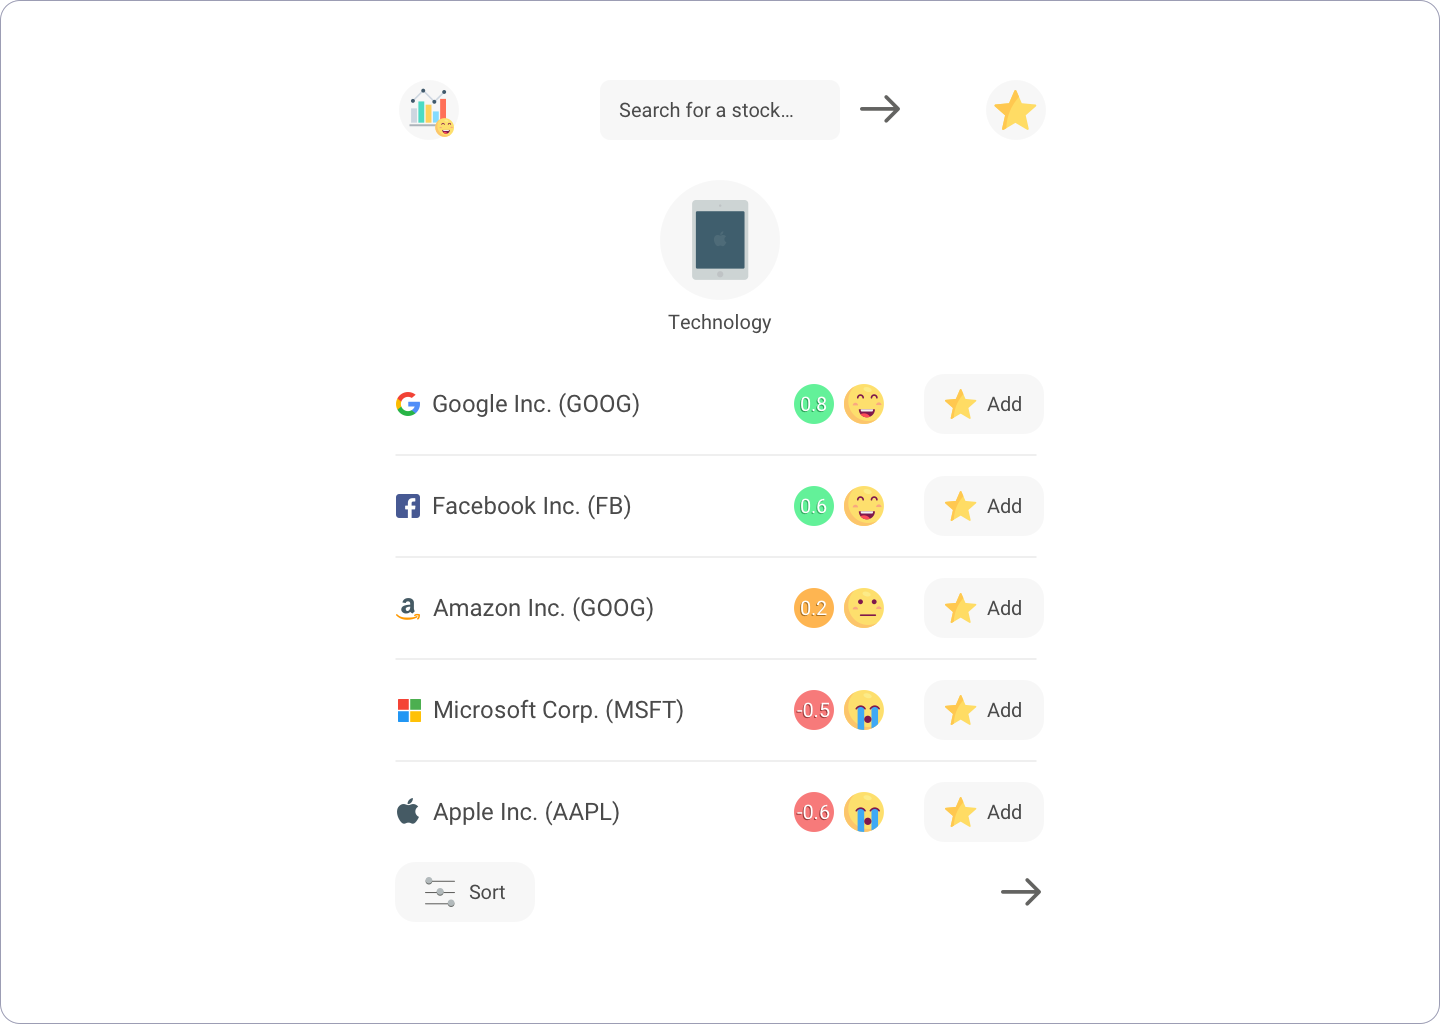 Search for a stock...
Technology
Google Inc. (GOOG) 0.8 Add
Facebook Inc. (FB) 0.6 Add
Amazon Inc. (GOOG) 0.2 Add
Microsoft Corp. (MSFT) -0.5 Add
Apple Inc. (AAPL) -0.6 Add
Sort